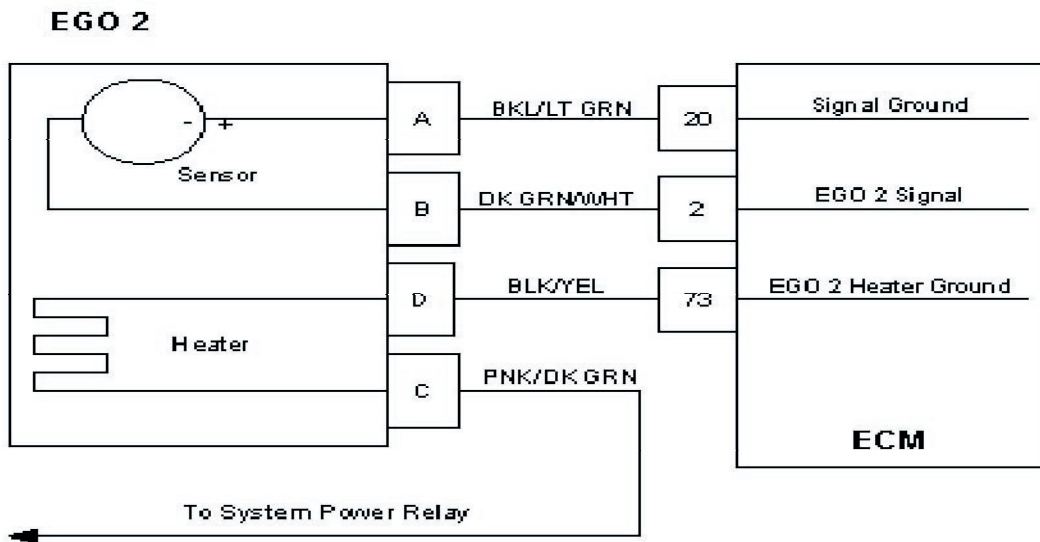 EGO 2
- +
Sensor
A
BKL/LT GRN
20
Signal Ground
B
DK GRN/WHT
2
EGO 2 Signal
D
BLK/YEL
73
EGO 2 Heater Ground
Heater
C
PNK/DK GRN
ECM
To System Power Relay